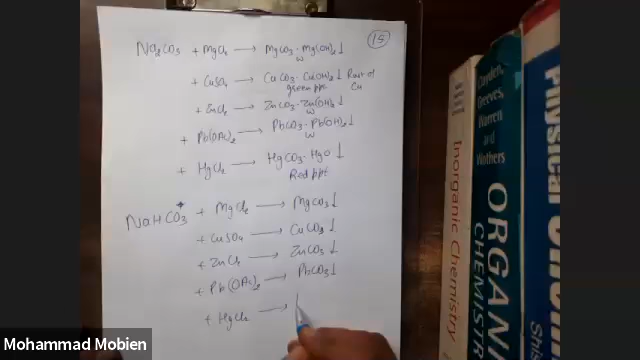 15
Na2CO3 + MgCl2 → MgCO3·Mg(OH)2↓
W
+ CuSO4 → CuCO3·Cu(OH)2↓ Rust of Cu
green ppt
+ ZnCl2 → ZnCO3·Zn(OH)2↓
W
+ Pb(OAc)2 → PbCO3·Pb(OH)2↓
W
+ HgCl2 → HgCO3·HgO ↓
Red ppt
NaHCO3 + MgCl2 → MgCO3↓
+ CuSO4 → CuCO3↓
+ ZnCl2 → ZnCO3↓
+ Pb(OAc)2 → PbCO3↓
+ HgCl2 →
Inorganic Chemistry
Clayden,
Greeves,
Warren
and
Wothers
ORGANIC
CHEMISTRY
Physical
Mohammad Mobien